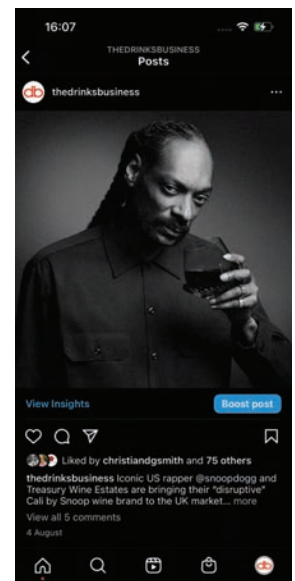 16:07
THEDRINKSBUSINESS
Posts
db thedrinksbusiness
View Insights
Boost post
Liked by christiandgsmith and 75 others
thedrinksbusiness Iconic US rapper @snoopdogg and
Treasury Wine Estates are bringing their “disruptive”
Cali by Snoop wine brand to the UK market... more
View all 5 comments
4 August
db